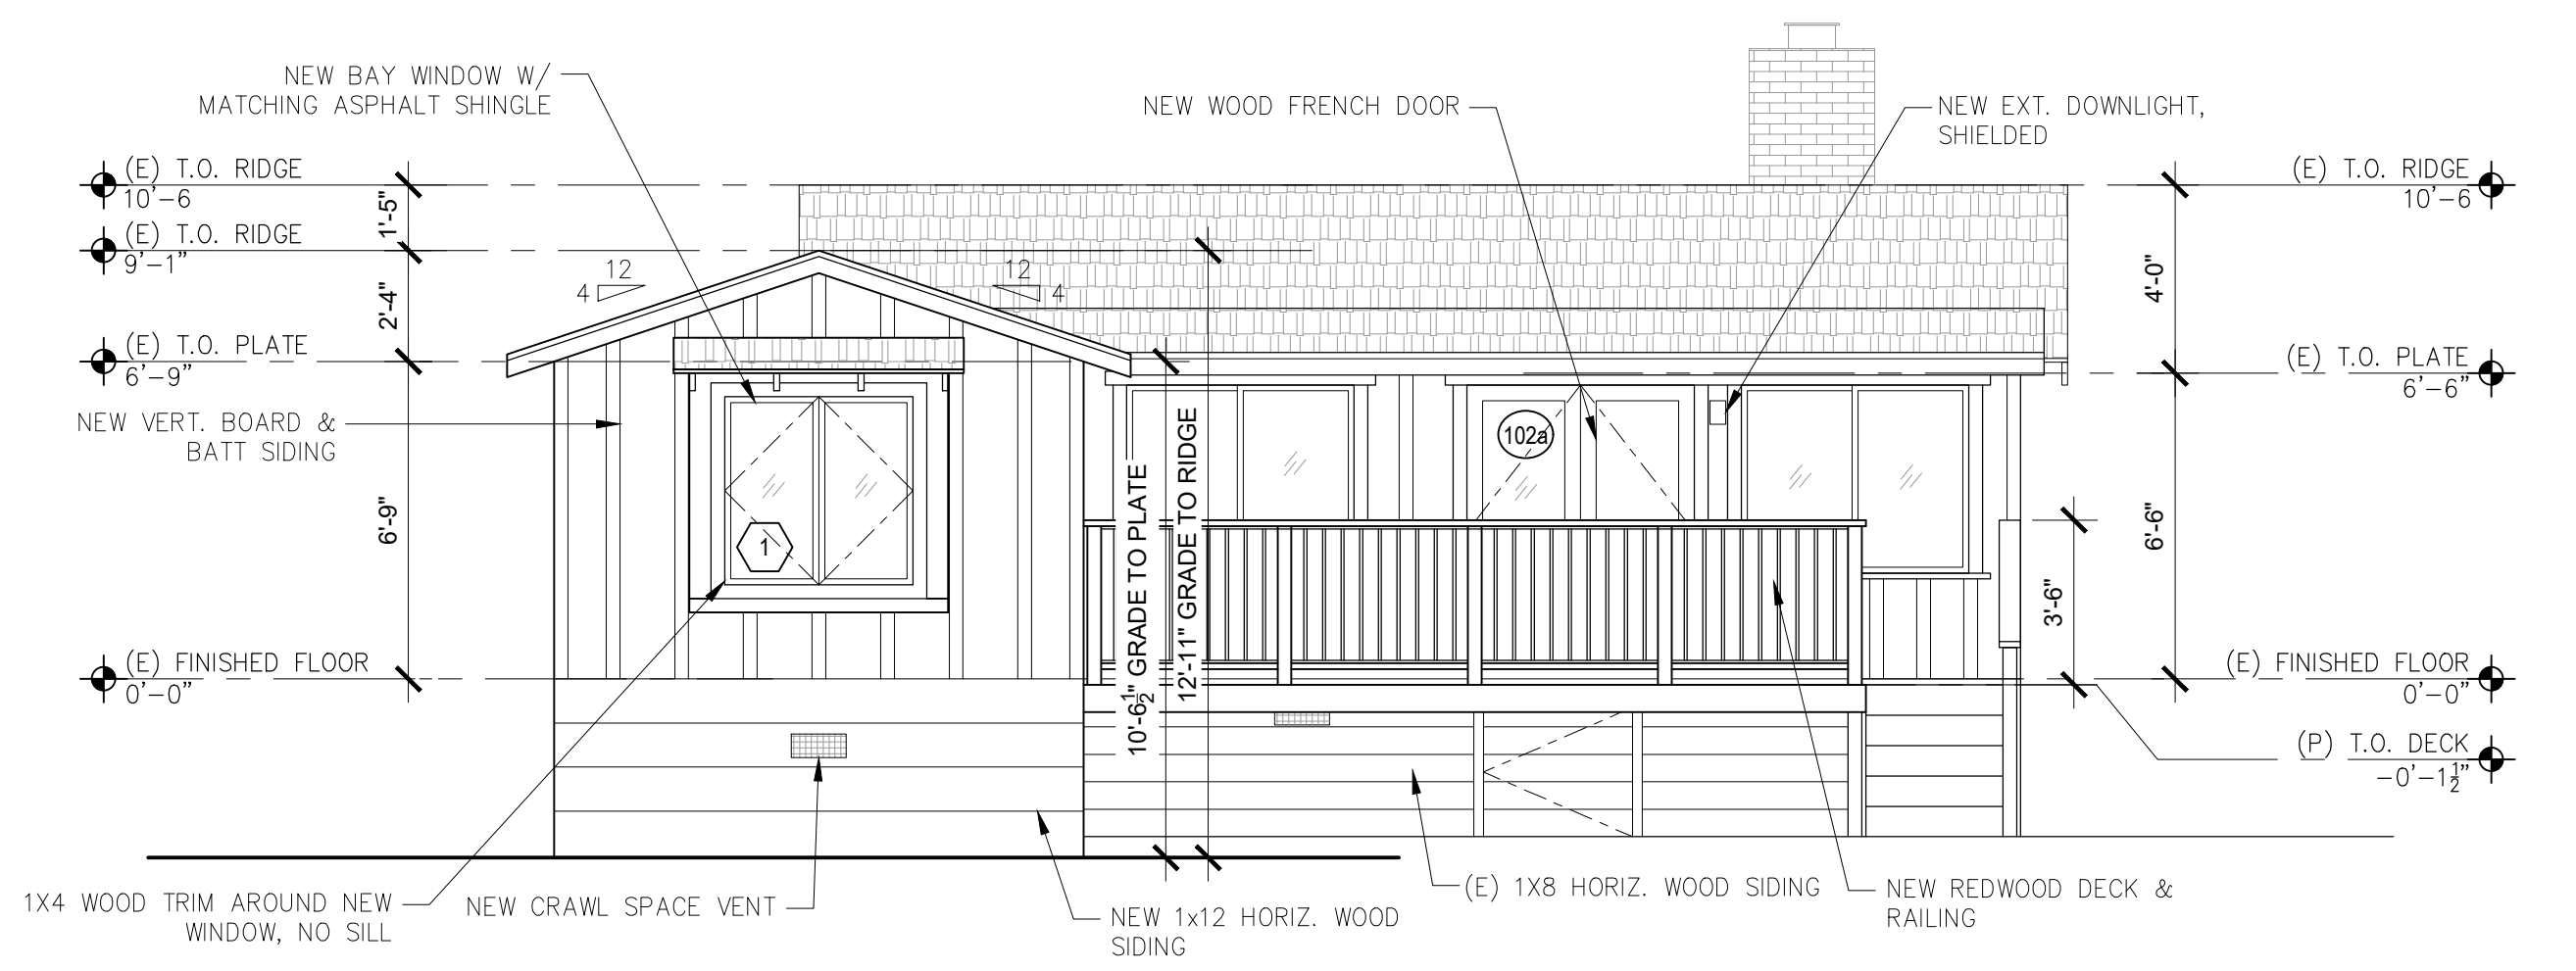 NEW BAY WINDOW W/
MATCHING ASPHALT SHINGLE
NEW WOOD FRENCH DOOR
NEW EXT. DOWNLIGHT,
SHIELDED
(E) T.O. RIDGE
10'-6
(E) T.O. RIDGE
9'-1"
(E) T.O. PLATE
6'-9"
NEW VERT. BOARD &
BATT SIDING
(E) FINISHED FLOOR
0'-0"
1'-5"
2'-4"
6'-9"
12
4
12
4
1
102a
10'-6 1/2" GRADE TO PLATE
12'-11" GRADE TO RIDGE
3'-6"
4'-0"
6'-6"
(E) T.O. RIDGE
10'-6
(E) T.O. PLATE
6'-6"
(E) FINISHED FLOOR
0'-0"
(P) T.O. DECK
-0'-1 1/2"
1X4 WOOD TRIM AROUND NEW
WINDOW, NO SILL
NEW CRAWL SPACE VENT
NEW 1x12 HORIZ. WOOD
SIDING
(E) 1X8 HORIZ. WOOD SIDING
NEW REDWOOD DECK &
RAILING